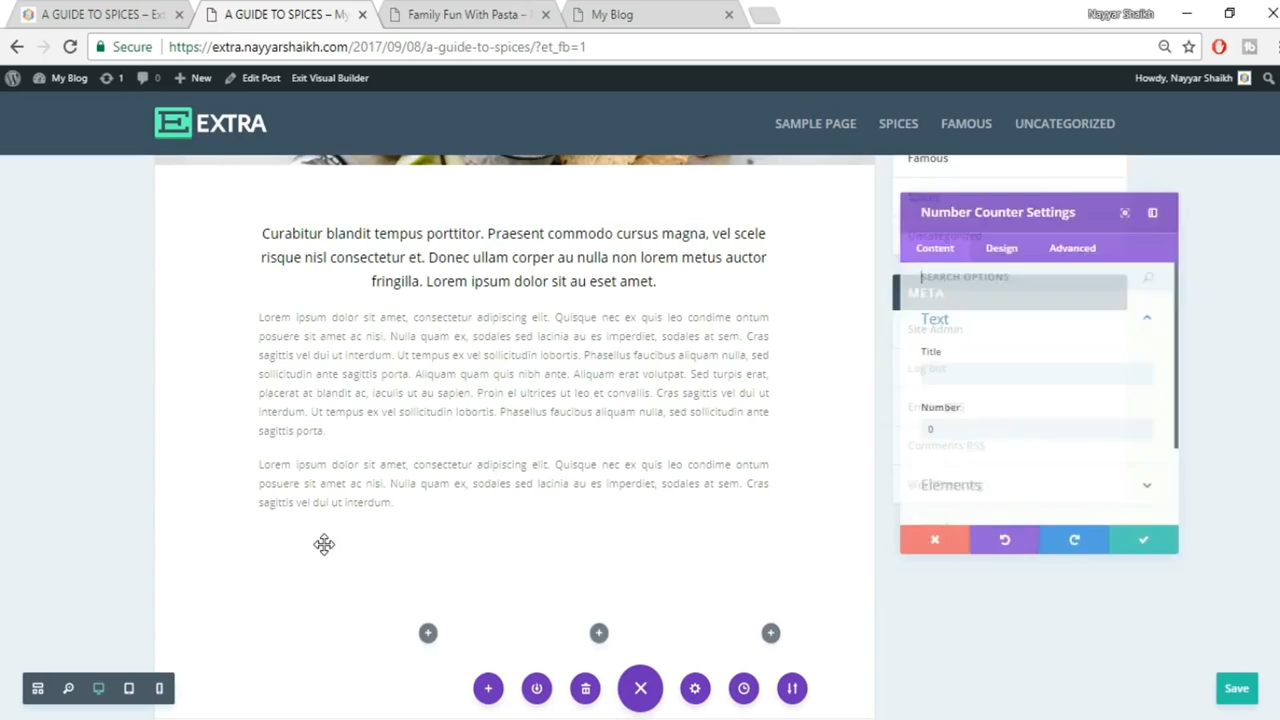 A GUIDE TO SPICES – Ext
A GUIDE TO SPICES – My
Family Fun With Pasta –
My Blog
Nayyar Shaikh
Secure
https://extra.nayyarshaikh.com/2017/09/08/a-guide-to-spices/?et_fb=1
My Blog 1 0 New Edit Post Exit Visual Builder
Howdy, Nayyar Shaikh
EXTRA
SAMPLE PAGE SPICES FAMOUS UNCATEGORIZED
Famous
Curabitur blandit tempus porttitor. Praesent commodo cursus magna, vel scele
risque nisl consectetur et. Donec ullam corper au nulla non lorem metus auctor
fringilla. Lorem ipsum dolor sit au eset amet.
Lorem ipsum dolor sit amet, consectetur adipiscing elit. Quisque nec ex quis leo condime ontum
posuere sit amet ac nisi. Nulla quam ex, sodales sed lacinia au es imperdiet, sodales at sem. Cras
sagittis vel dui ut interdum. Ut tempus ex vel sollicitudin lobortis. Phasellus faucibus aliquam nulla, sed
sollicitudin ante sagittis porta. Aliquam quam quis nibh ante. Aliquam erat volutpat. Sed turpis erat,
placerat at blandit ac, iaculis ut au sapien. Proin el ultrices ut leo et convallis. Cras sagittis vel dui ut
interdum. Ut tempus ex vel sollicitudin lobortis. Phasellus faucibus aliquam nulla, sed sollicitudin ante
sagittis porta.
Lorem ipsum dolor sit amet, consectetur adipiscing elit. Quisque nec ex quis leo condime ontum
posuere sit amet ac nisi. Nulla quam ex, sodales sed lacinia au es imperdiet, sodales at sem. Cras
sagittis vel dui ut interdum.
Number Counter Settings
Content Design Advanced
SEARCH OPTIONS
META
Text
Site Admin
Title
Log out
Number
0
Comments RSS
Elements
Save